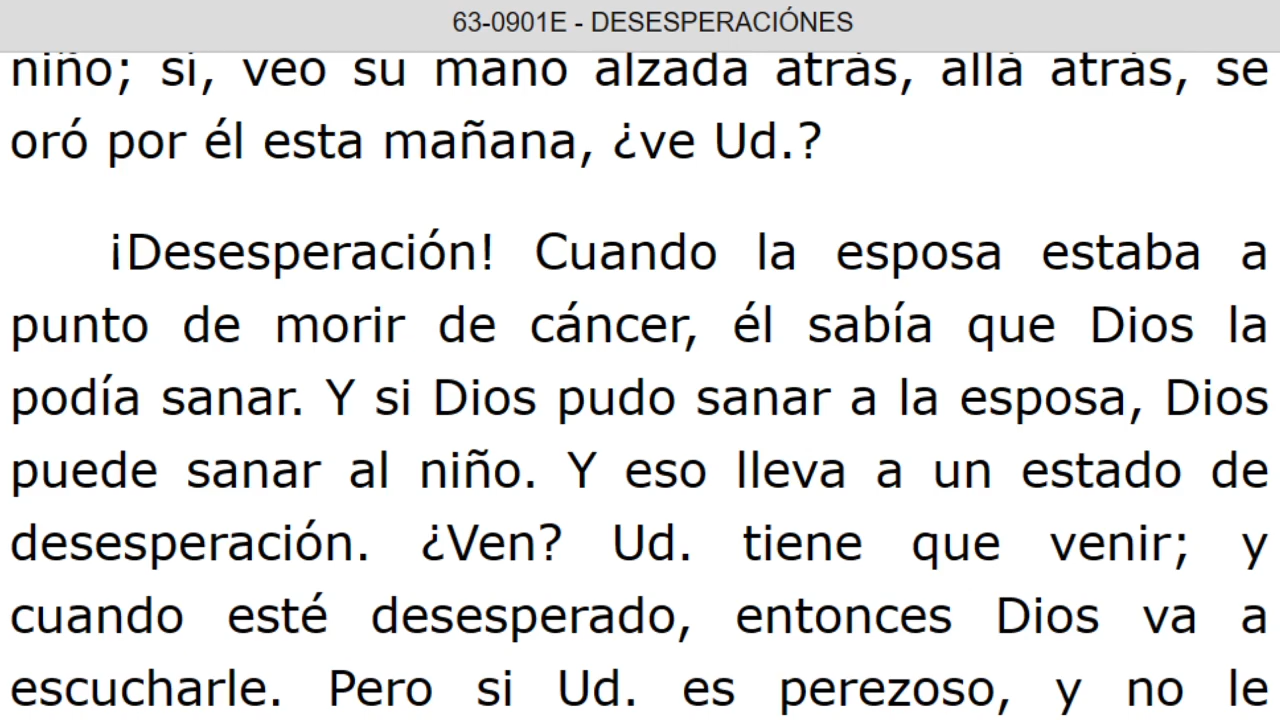 63-0901E - DESESPERACIÓNES
niño; sí, veo su mano alzada atrás, allá atrás, se
oró por él esta mañana, ¿ve Ud.?
¡Desesperación! Cuando la esposa estaba a
punto de morir de cáncer, él sabía que Dios la
podía sanar. Y si Dios pudo sanar a la esposa, Dios
puede sanar al niño. Y eso lleva a un estado de
desesperación. ¿Ven? Ud. tiene que venir; y
cuando esté desesperado, entonces Dios va a
escucharle. Pero si Ud. es perezoso, y no le